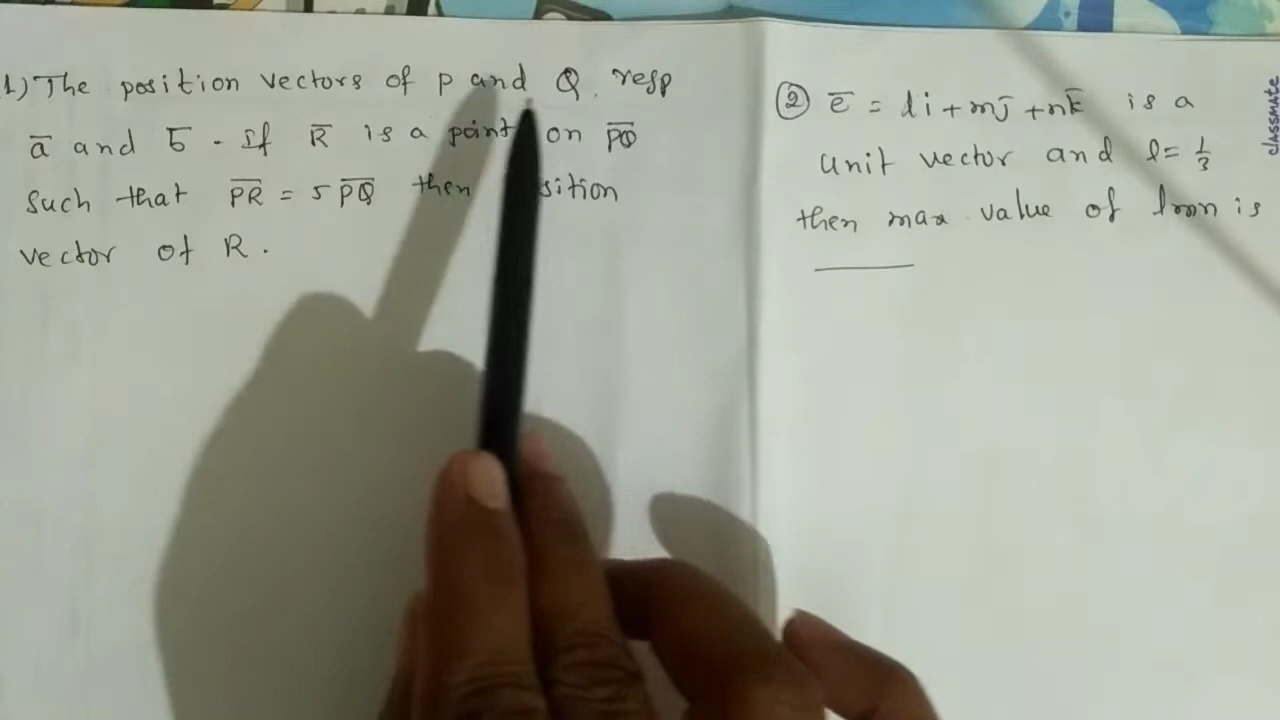 1) The position vectors of P and Q. resp
a̅ and b̅. If R̅ is a point on P̅Q̅
Such that P̅R̅ = 5 P̅Q̅ then
vector of R.
② e̅ = li + mj̅ + nk̅ is a
unit vector and l = 1/3
then max value of lmn is
classmate